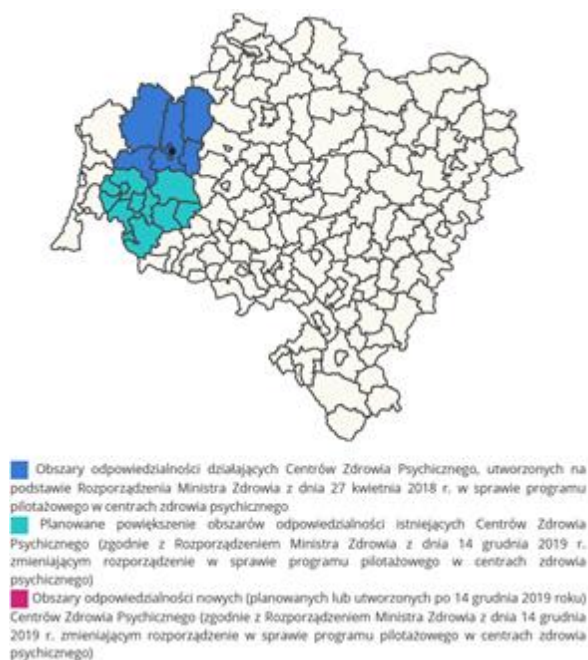 Obszary odpowiedzialności działających Centrów Zdrowia Psychicznego, utworzonych na
podstawie Rozporządzenia Ministra Zdrowia z dnia 27 kwietnia 2018 r. w sprawie programu
pilotażowego w centrach zdrowia psychicznego
Planowane powiększenie obszarów odpowiedzialności istniejących Centrów Zdrowia
Psychicznego (zgodnie z Rozporządzeniem Ministra Zdrowia z dnia 14 grudnia 2019 r.
zmieniającym rozporządzenie w sprawie programu pilotażowego w centrach zdrowia
psychicznego)
Obszary odpowiedzialności nowych (planowanych lub utworzonych po 14 grudnia 2019 roku)
Centrów Zdrowia Psychicznego (zgodnie z Rozporządzeniem Ministra Zdrowia z dnia 14 grudnia
2019 r. zmieniającym rozporządzenie w sprawie programu pilotażowego w centrach zdrowia
psychicznego)